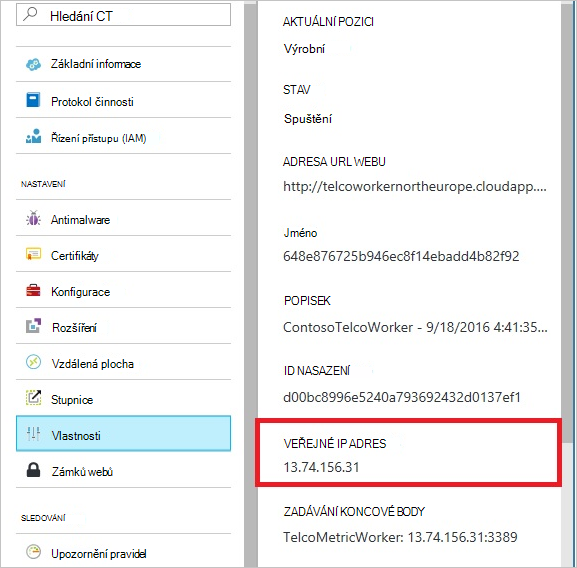 Hledání CT
Základní informace
Protokol činnosti
Řízení přístupu (IAM)
NASTAVENÍ
Antimalware
Certifikáty
Konfigurace
Rozšíření
Vzdálená plocha
Stupnice
Vlastnosti
Zámků webů
SLEDOVÁNÍ
Upozornění pravidel
AKTUÁLNÍ POZICI
Výrobní
STAV
Spuštění
ADRESA URL WEBU
http://telcoworkernortheurope.cloudapp....
Jméno
648e876725b946ec8f14ebadd4b82f92
POPISEK
ContosoTelcoWorker - 9/18/2016 4:41:35...
ID NASAZENÍ
d00bc8996e5240a793692432d0137ef1
VEŘEJNÉ IP ADRES
13.74.156.31
ZADÁVÁNÍ KONCOVÉ BODY
TelcoMetricWorker: 13.74.156.31:3389